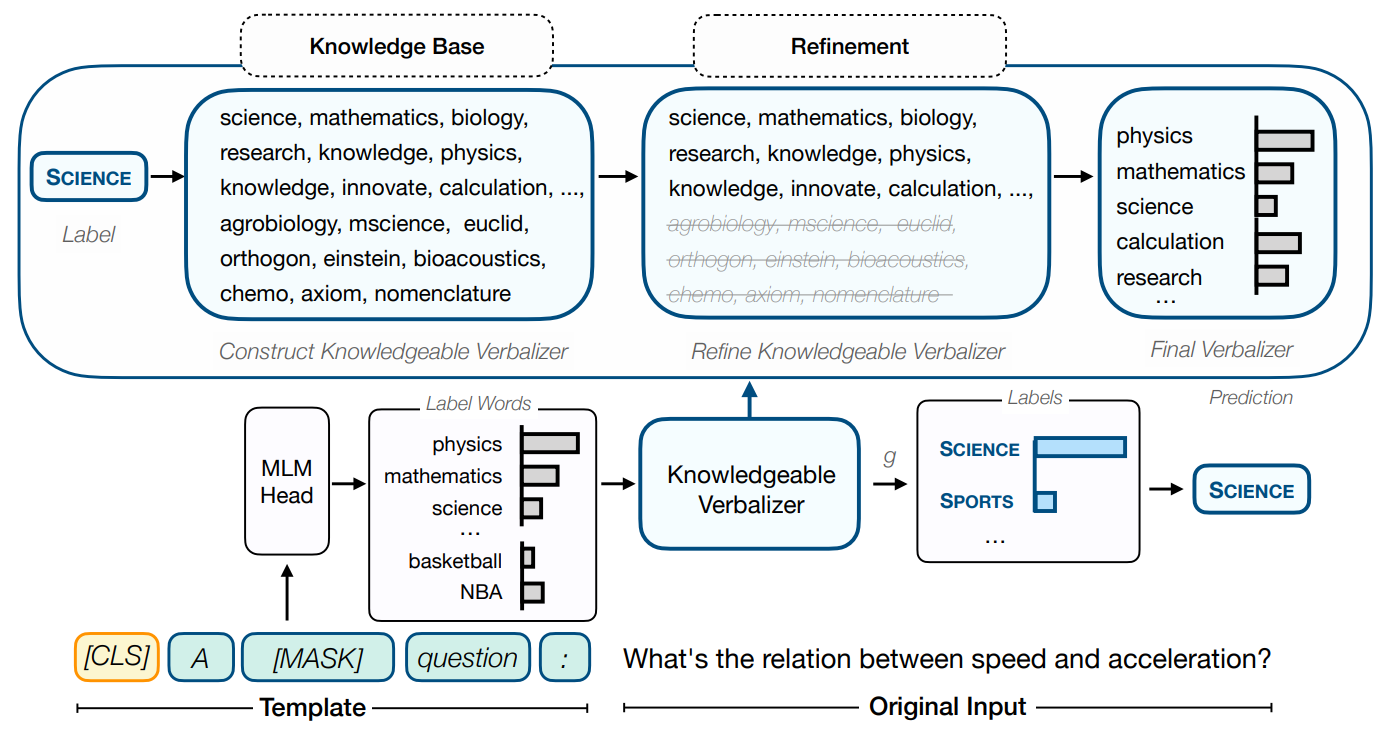 Knowledge Base
Refinement
SCIENCE
Label
science, mathematics, biology,
research, knowledge, physics,
knowledge, innovate, calculation, ...,
agrobiology, mscience, euclid,
orthogon, einstein, bioacoustics,
chemo, axiom, nomenclature
Construct Knowledgeable Verbalizer
science, mathematics, biology,
research, knowledge, physics,
knowledge, innovate, calculation, ...,
agrobiology, mscience, euclid,
orthogon, einstein, bioacoustics,
chemo, axiom, nomenclature
Refine Knowledgeable Verbalizer
physics
mathematics
science
calculation
research
...
Final Verbalizer
MLM
Head
Label Words
physics
mathematics
science
...
basketball
NBA
Knowledgeable
Verbalizer
g
Labels
SCIENCE
SPORTS
...
Prediction
SCIENCE
[CLS] A [MASK] question :
What's the relation between speed and acceleration?
Template
Original Input